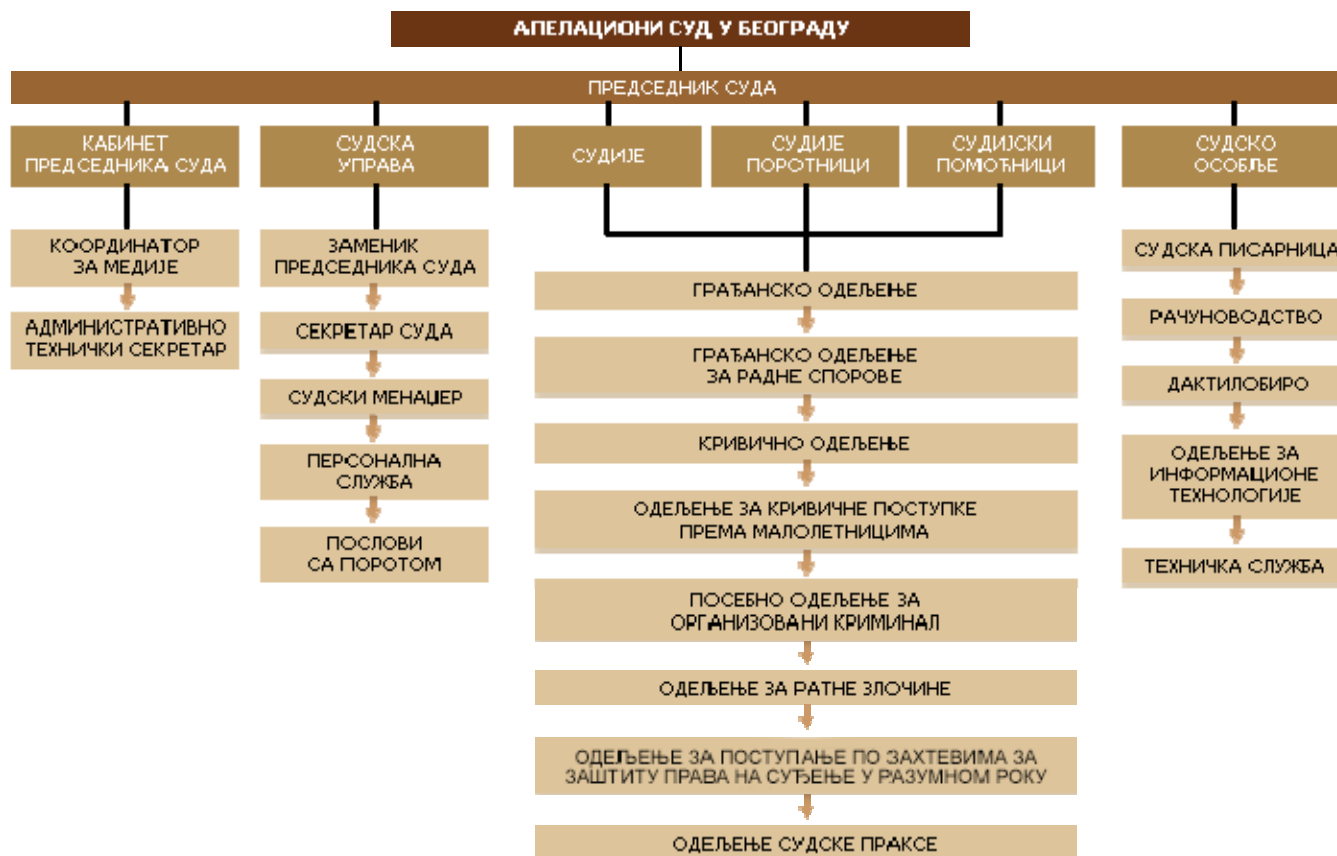 АПЕЛАЦИОНИ СУД У БЕОГРАДУ
ПРЕДСЕДНИК СУДА
КАБИНЕТ
ПРЕДСЕДНИКА СУДА
КООРДИНАТОР
ЗА МЕДИЈЕ
АДМИНИСТРАТИВНО
ТЕХНИЧКИ СЕКРЕТАР
СУДСКА
УПРАВА
ЗАМЕНИК
ПРЕДСЕДНИКА СУДА
СЕКРЕТАР СУДА
СУДСКИ МЕНАЏЕР
ПЕРСОНАЛНА
СЛУЖБА
ПОСЛОВИ
СА ПОРОТОМ
СУДИЈЕ
СУДИЈЕ
ПОРОТНИЦИ
СУДИЈСКИ
ПОМОЋНИЦИ
ГРАЂАНСКО ОДЕЉЕЊЕ
ГРАЂАНСКО ОДЕЉЕЊЕ
ЗА РАДНЕ СПОРОВЕ
КРИВИЧНО ОДЕЉЕЊЕ
ОДЕЉЕЊЕ ЗА КРИВИЧНЕ ПОСТУПКЕ
ПРЕМА МАЛОЛЕТНИЦИМА
ПОСЕБНО ОДЕЉЕЊЕ ЗА
ОРГАНИЗОВАНИ КРИМИНАЛ
ОДЕЉЕЊЕ ЗА РАТНЕ ЗЛОЧИНЕ
ОДЕЉЕЊЕ ЗА ПОСТУПАЊЕ ПО ЗАХТЕВИМА ЗА
ЗАШТИТУ ПРАВА НА СУЂЕЊЕ У РАЗУМНОМ РОКУ
ОДЕЉЕЊЕ СУДСКЕ ПРАКСЕ
СУДСКО
ОСОБЉЕ
СУДСКА ПИСАРНИЦА
РАЧУНОВОДСТВО
ДАКТИЛОБИРО
ОДЕЉЕЊЕ ЗА
ИНФОРМАЦИОНЕ
ТЕХНОЛОГИЈЕ
ТЕХНИЧКА СЛУЖБА